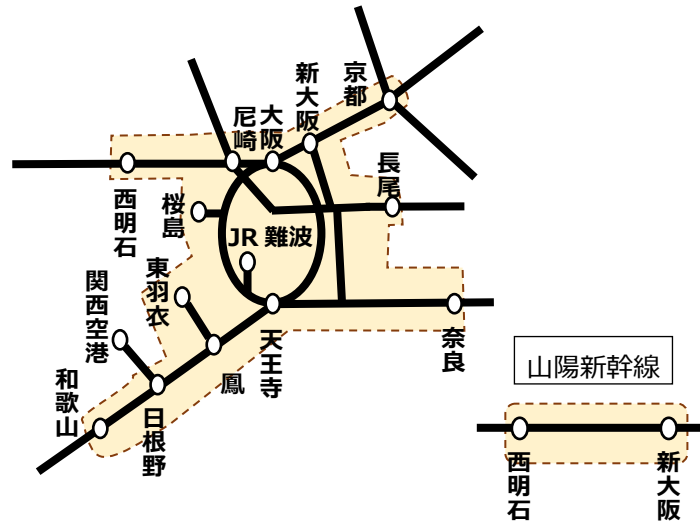 京都
新大阪
大阪
尼崎
長尾
西明石
桜島
JR 難波
東羽衣
関西空港
天王寺
奈良
鳳
和歌山
日根野
山陽新幹線
西明石
新大阪